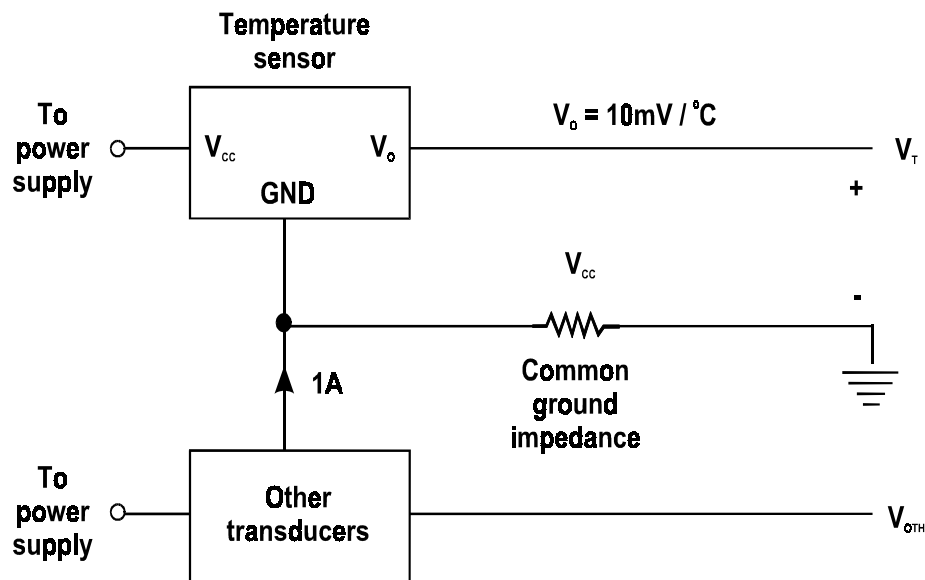 Temperature
sensor
To
power
supply
Vcc
Vo
GND
Vo = 10mV / °C
VT
+
Vcc
-
1A
Common
ground
impedance
To
power
supply
Other
transducers
VOTH